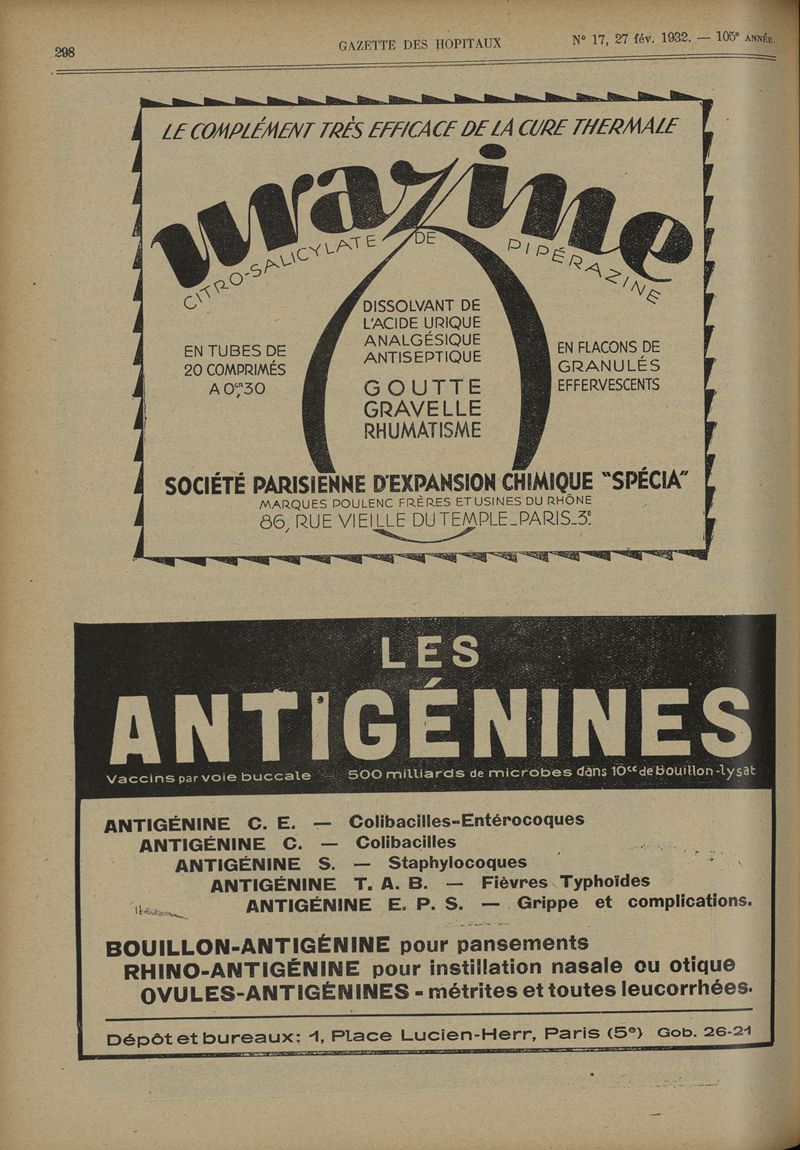 298
GAZETTE DES HOPITAUX
N° 17, 27 fév. 1932. — 105e ANNÉE.
LE COMPLÉMENT TRÈS EFFICACE DE LA CURE THERMALE
urazine
CITRO-SALICYLATE DE PIPÉRAZINE
EN TUBES DE
20 COMPRIMÉS
A 0gr,30
DISSOLVANT DE
L'ACIDE URIQUE
ANALGÉSIQUE
ANTISEPTIQUE
GOUTTE
GRAVELLE
RHUMATISME
EN FLACONS DE
GRANULÉS
EFFERVESCENTS
SOCIÉTÉ PARISIENNE D'EXPANSION CHIMIQUE "SPÉCIA"
MARQUES POULENC FRÈRES ET USINES DU RHÔNE
86, RUE VIEILLE DU TEMPLE_PARIS_3E
LES
ANTIGÉNINES
Vaccins par voie buccale — 500 milliards de microbes dans 10cc de bouillon-lysat
ANTIGÉNINE C. E. — Colibacilles-Entérocoques
ANTIGÉNINE C. — Colibacilles
ANTIGÉNINE S. — Staphylocoques
ANTIGÉNINE T. A. B. — Fièvres Typhoïdes
ANTIGÉNINE E. P. S. — Grippe et complications.
BOUILLON-ANTIGÉNINE pour pansements
RHINO-ANTIGÉNINE pour instillation nasale ou otique
OVULES-ANTIGÉNINES - métrites et toutes leucorrhées.
Dépôt et bureaux: 1, Place Lucien-Herr, Paris (5e) Gob. 26-21